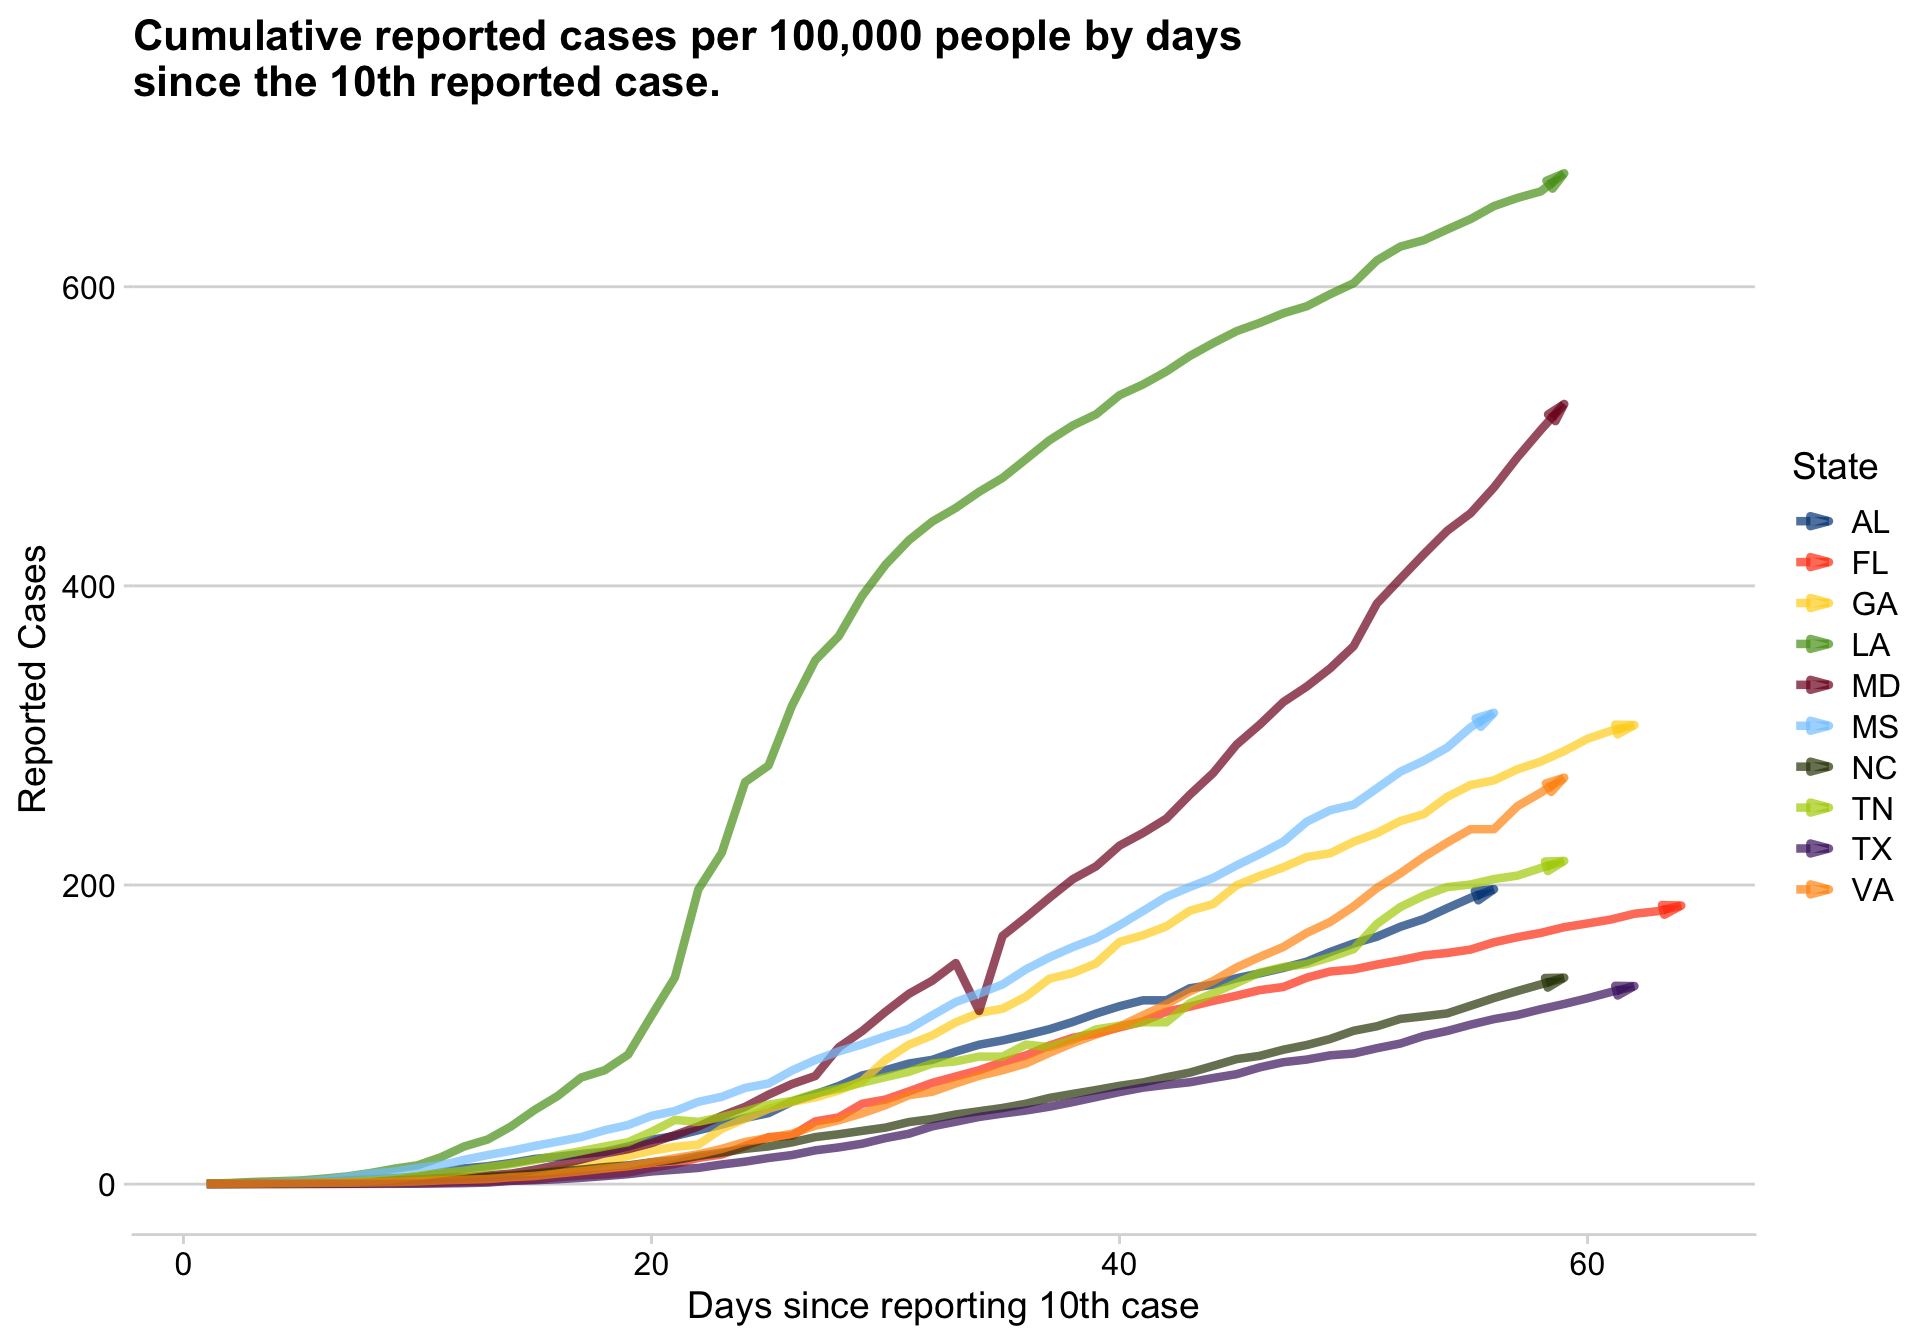 Cumulative reported cases per 100,000 people by days
since the 10th reported case.
600
400
200
0
Reported Cases
0 20 40 60
Days since reporting 10th case
State
AL
FL
GA
LA
MD
MS
NC
TN
TX
VA